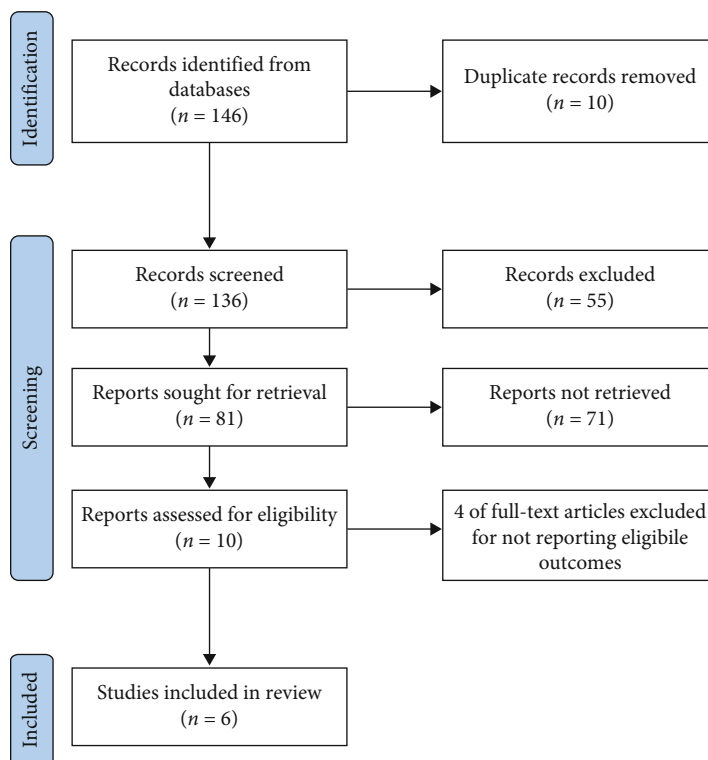 Identification
Records identified from
databases
(n = 146)
Duplicate records removed
(n = 10)
Screening
Records screened
(n = 136)
Records excluded
(n = 55)
Reports sought for retrieval
(n = 81)
Reports not retrieved
(n = 71)
Reports assessed for eligibility
(n = 10)
4 of full-text articles excluded
for not reporting eligibile
outcomes
Included
Studies included in review
(n = 6)